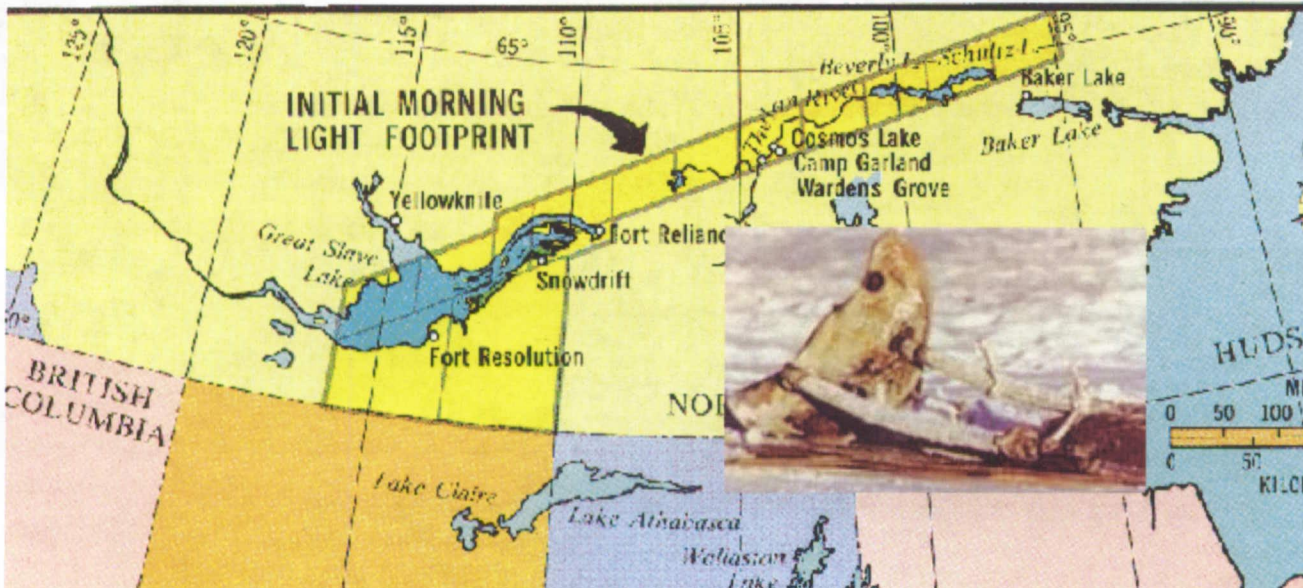 125°
120°
115°
65°
110°
105°
100°
95°
90°
Beverly L.
Schultz L.
Baker Lake
Baker Lake
INITIAL MORNING
LIGHT FOOTPRINT
Thelan River
Cosmos Lake
Camp Garland
Wardens Grove
Yellowknife
Great Slave
Lake
Fort Relianc
Snowdrift
Fort Resolution
BRITISH
COLUMBIA
HUDS
0 50 100
0 50
KILO
Lake Claire
Lake Athabasca
Wollaston
Lake